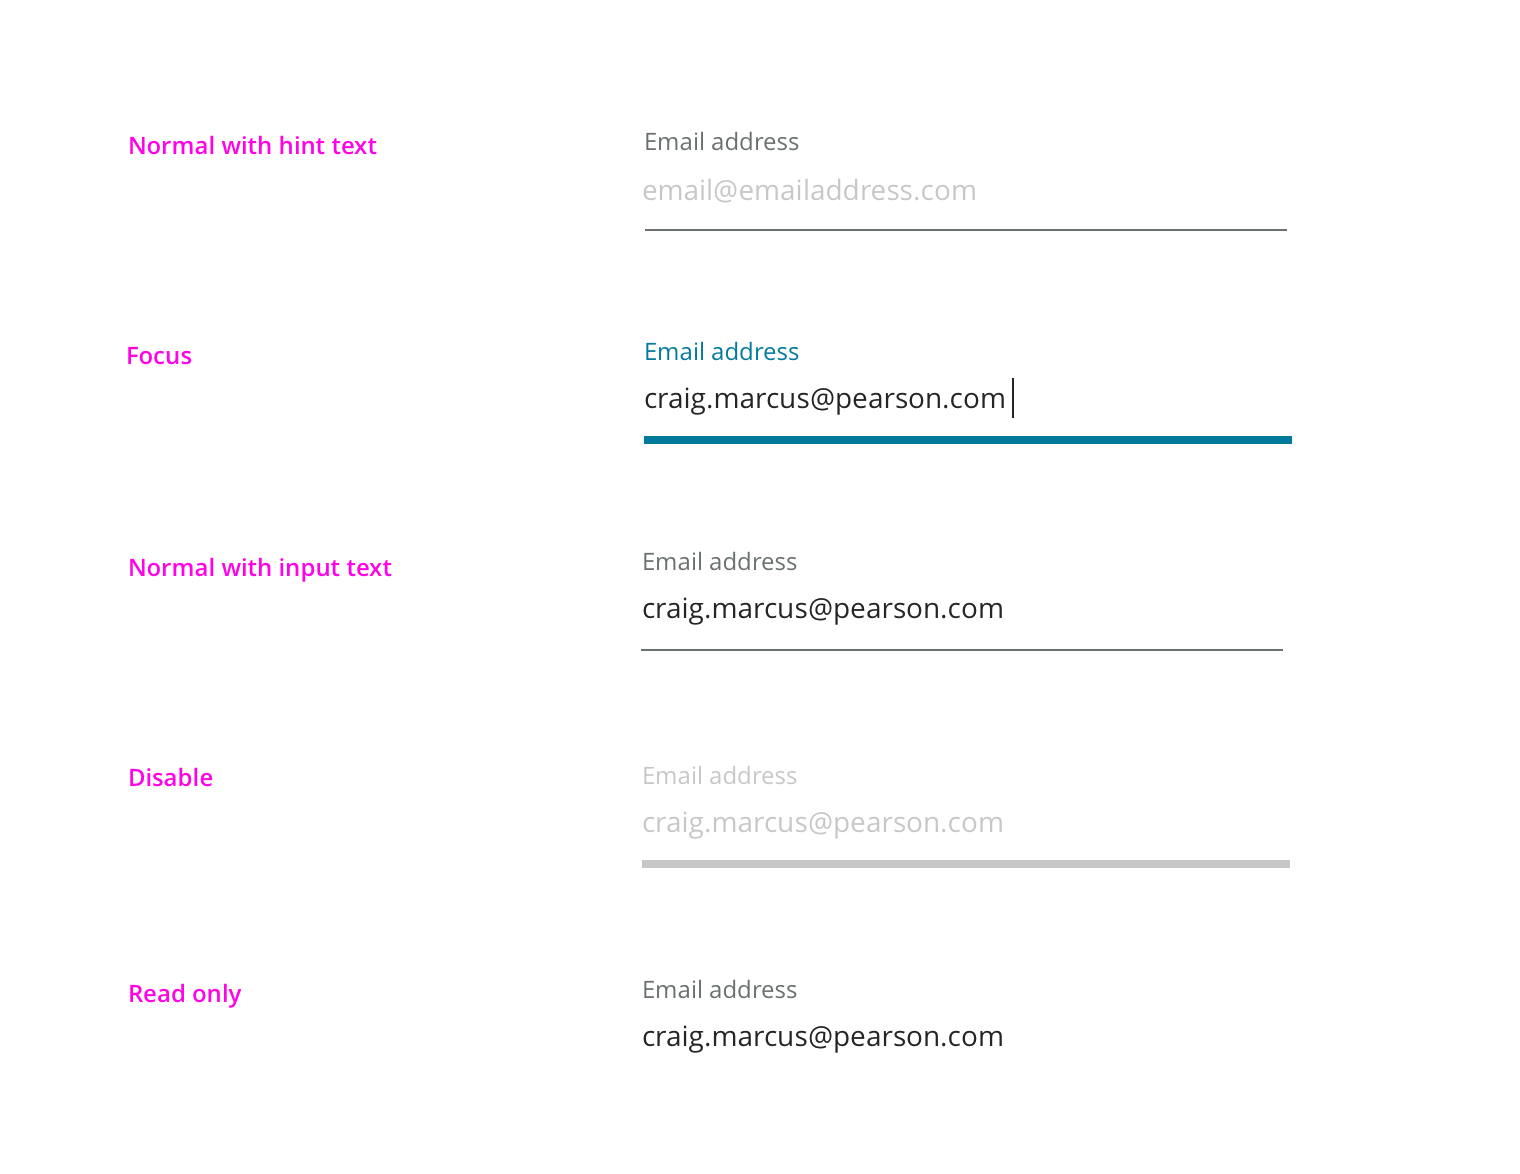 Normal with hint text
Email address
email@emailaddress.com
Focus
Email address
craig.marcus@pearson.com
Normal with input text
Email address
craig.marcus@pearson.com
Disable
Email address
craig.marcus@pearson.com
Read only
Email address
craig.marcus@pearson.com